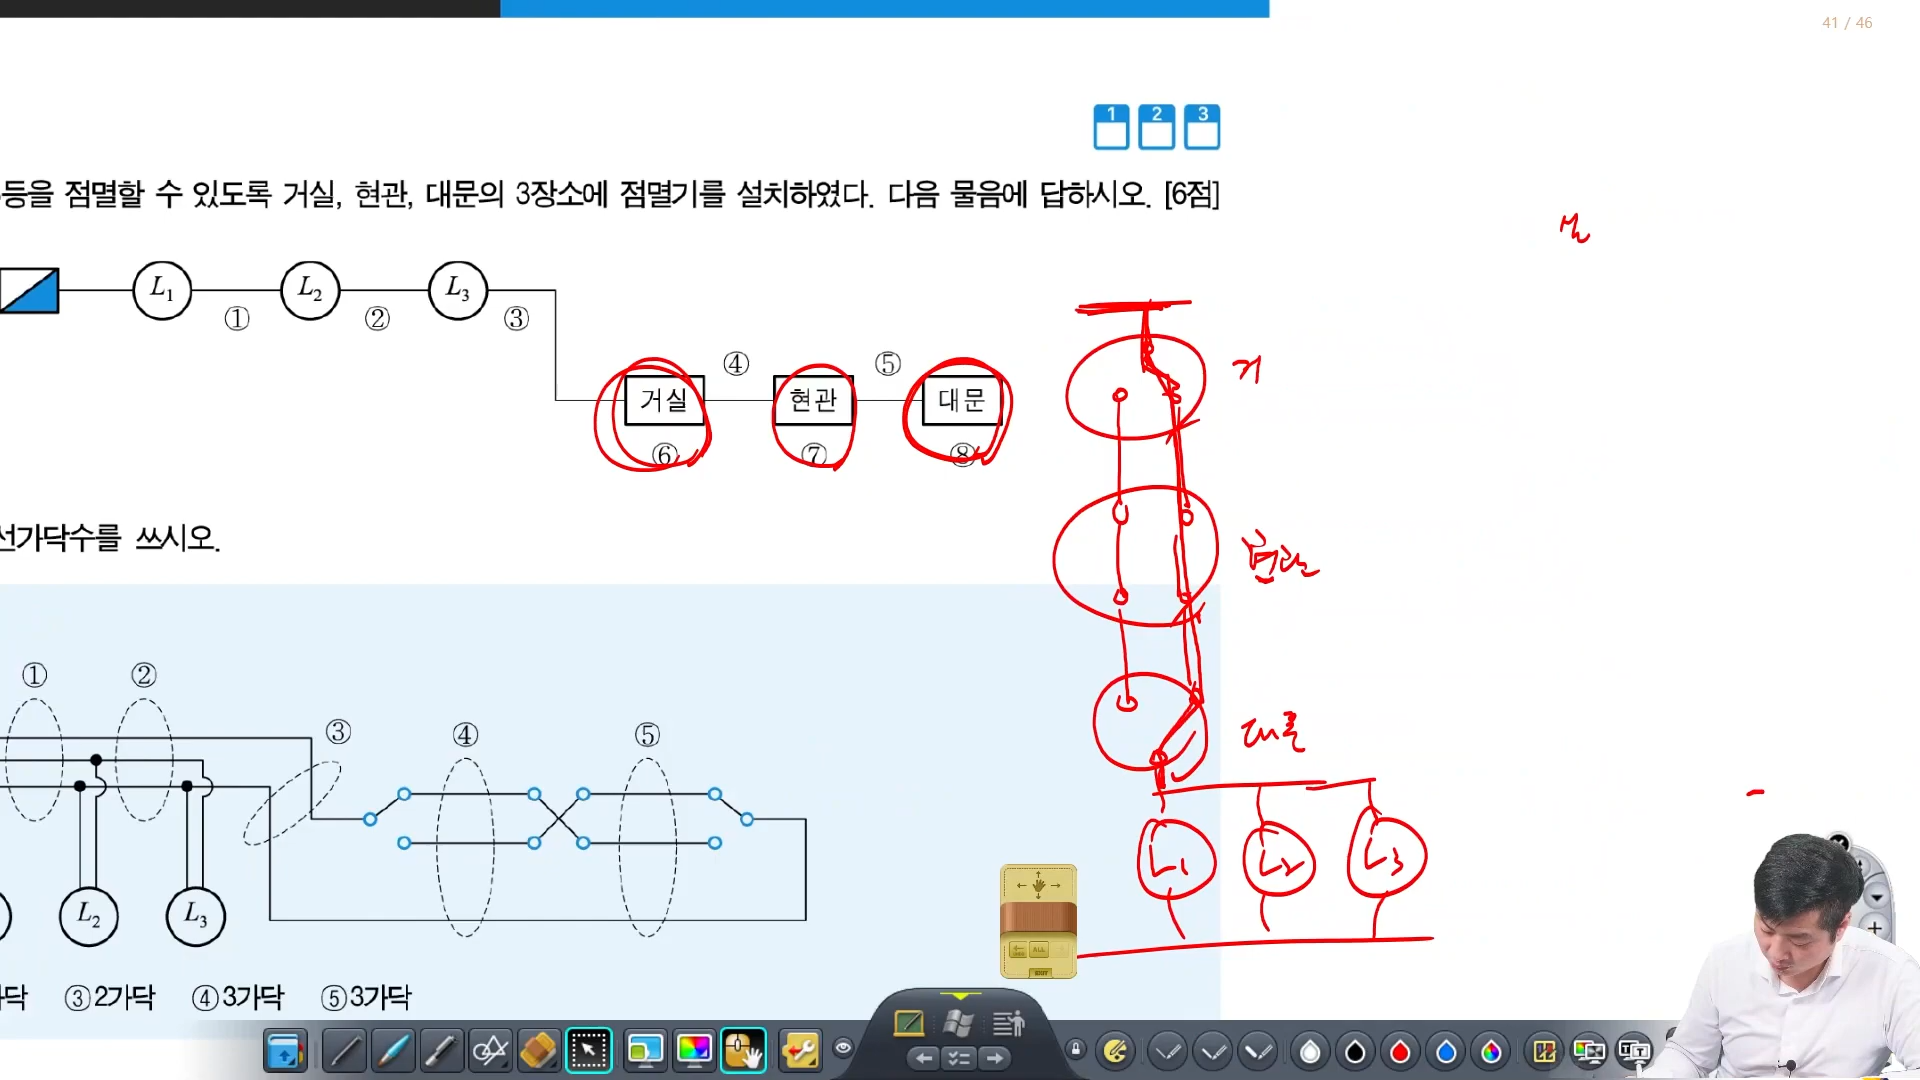 41 / 46
1 2 3
등을 점멸할 수 있도록 거실, 현관, 대문의 3장소에 점멸기를 설치하였다. 다음 물음에 답하시오. [6점]
L1 L2 L3
① ② ③
④ ⑤
거실 현관 대문
⑥ ⑦ ⑧
거
선가닥수를 쓰시오.
현관
① ② ③ ④ ⑤
대문
L1 L2 L3
L2 L3
닥 ③2가닥 ④3가닥 ⑤3가닥
ALL
EXIT